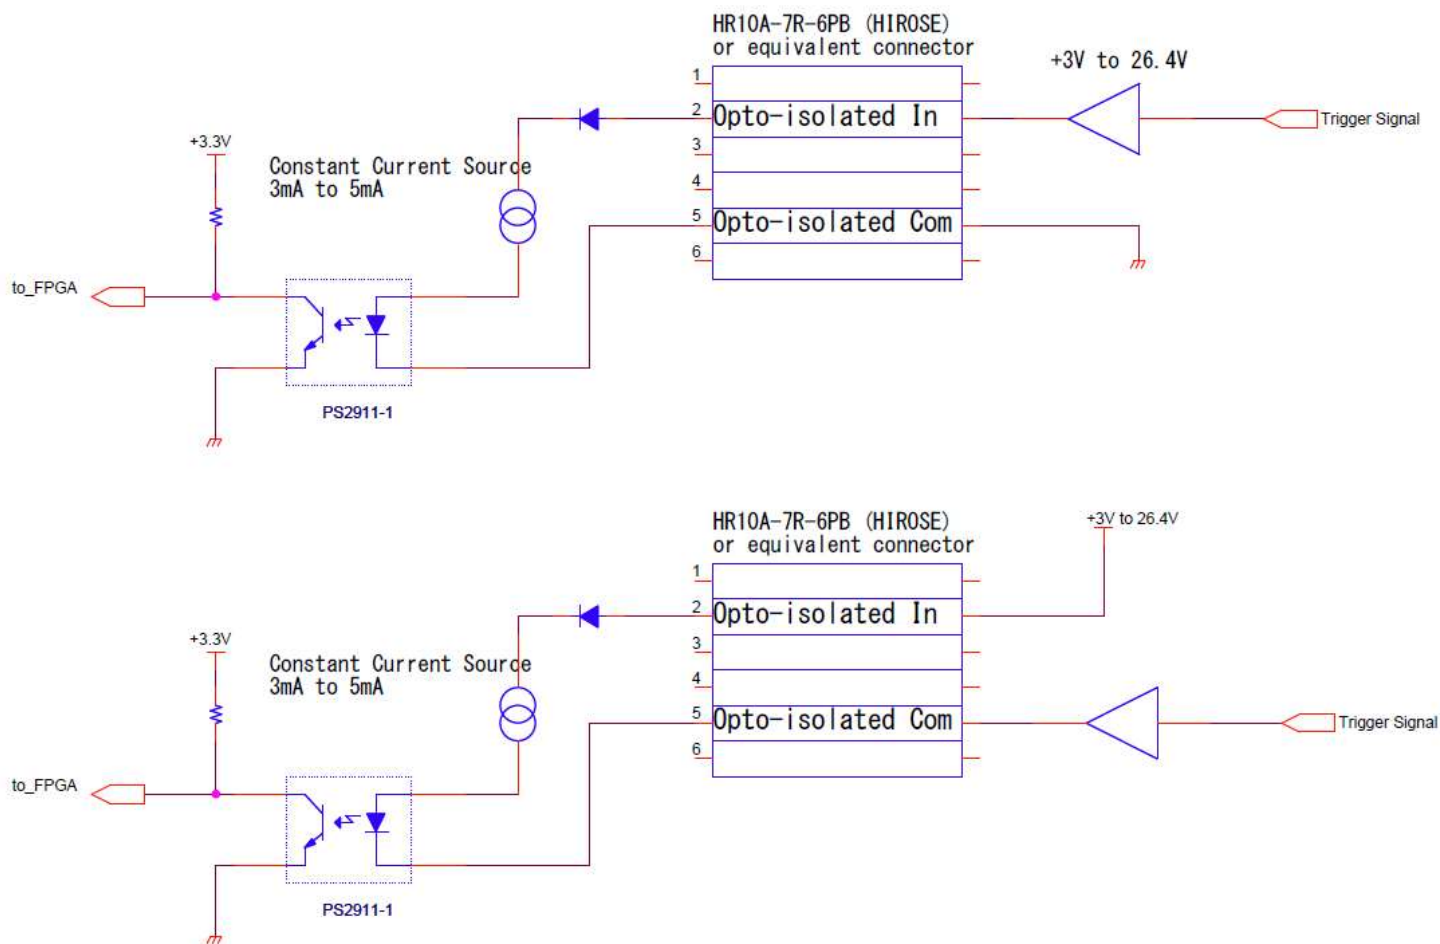 HR10A-7R-6PB (HIROSE)
or equivalent connector
+3V to 26.4V
1
2 Opto-isolated In
Trigger Signal
+3.3V
Constant Current Source
3mA to 5mA
3
4
5 Opto-isolated Com
6
to_FPGA
PS2911-1
HR10A-7R-6PB (HIROSE)
or equivalent connector
+3V to 26.4V
1
2 Opto-isolated In
+3.3V
Constant Current Source
3mA to 5mA
3
4
5 Opto-isolated Com
Trigger Signal
6
to_FPGA
PS2911-1